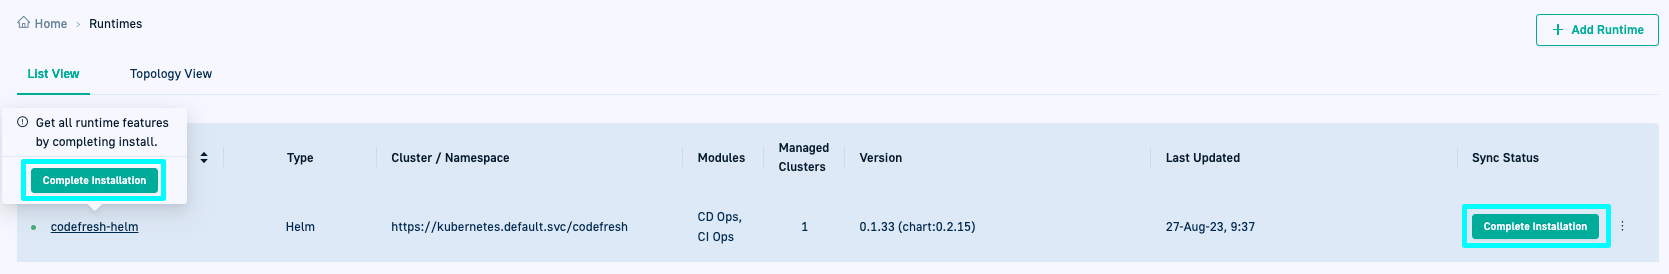 Home > Runtimes
Add Runtime
List View
Topology View
Get all runtime features
by completing install.
Complete Installation
Type
Cluster / Namespace
Modules
Managed
Clusters
Version
Last Updated
Sync Status
codefresh-helm
Helm
https://kubernetes.default.svc/codefresh
CD Ops,
CI Ops
1
0.1.33 (chart:0.2.15)
27-Aug-23, 9:37
Complete Installation